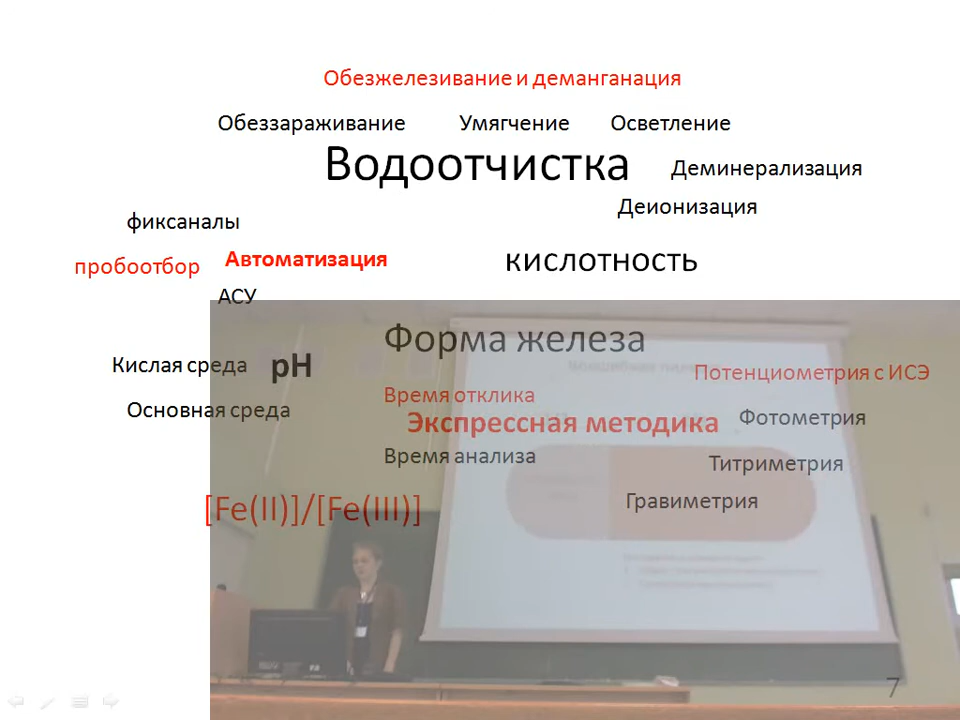 Обезжелезивание и деманганация
Обеззараживание Умягчение Осветление
Водоотчистка
Деминерализация
Деионизация
фиксаналы
пробоотбор
Автоматизация
кислотность
АСУ
Форма железа
Кислая среда
pH
Потенциометрия с ИСЭ
Время отклика
Основная среда
Экспрессная методика
Фотометрия
Время анализа
Титриметрия
Гравиметрия
[Fe(II)]/[Fe(III)]
7